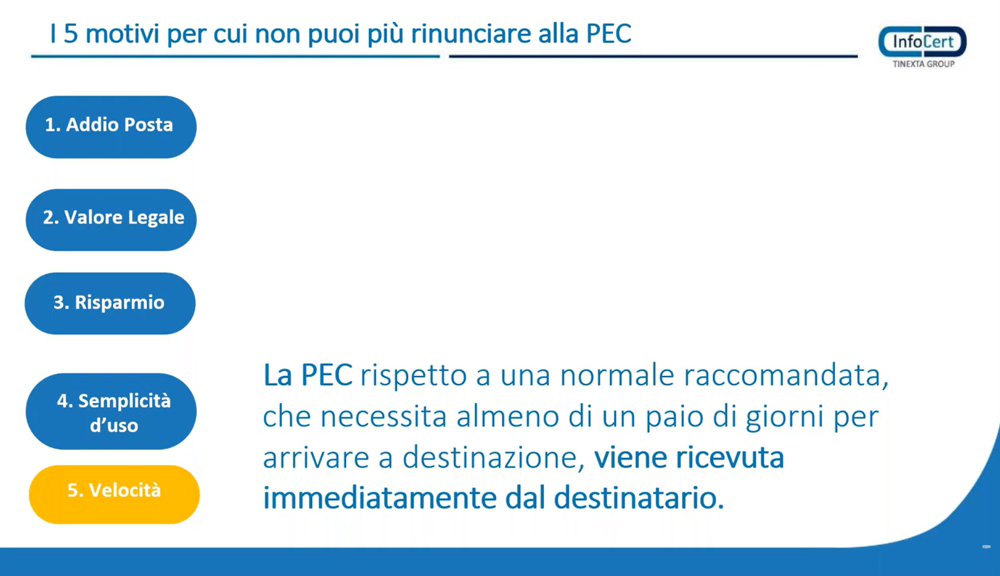 I 5 motivi per cui non puoi più rinunciare alla PEC
InfoCert
TINEXTA GROUP
1. Addio Posta
2. Valore Legale
3. Risparmio
4. Semplicità
d’uso
5. Velocità
La PEC rispetto a una normale raccomandata,
che necessita almeno di un paio di giorni per
arrivare a destinazione, viene ricevuta
immediatamente dal destinatario.